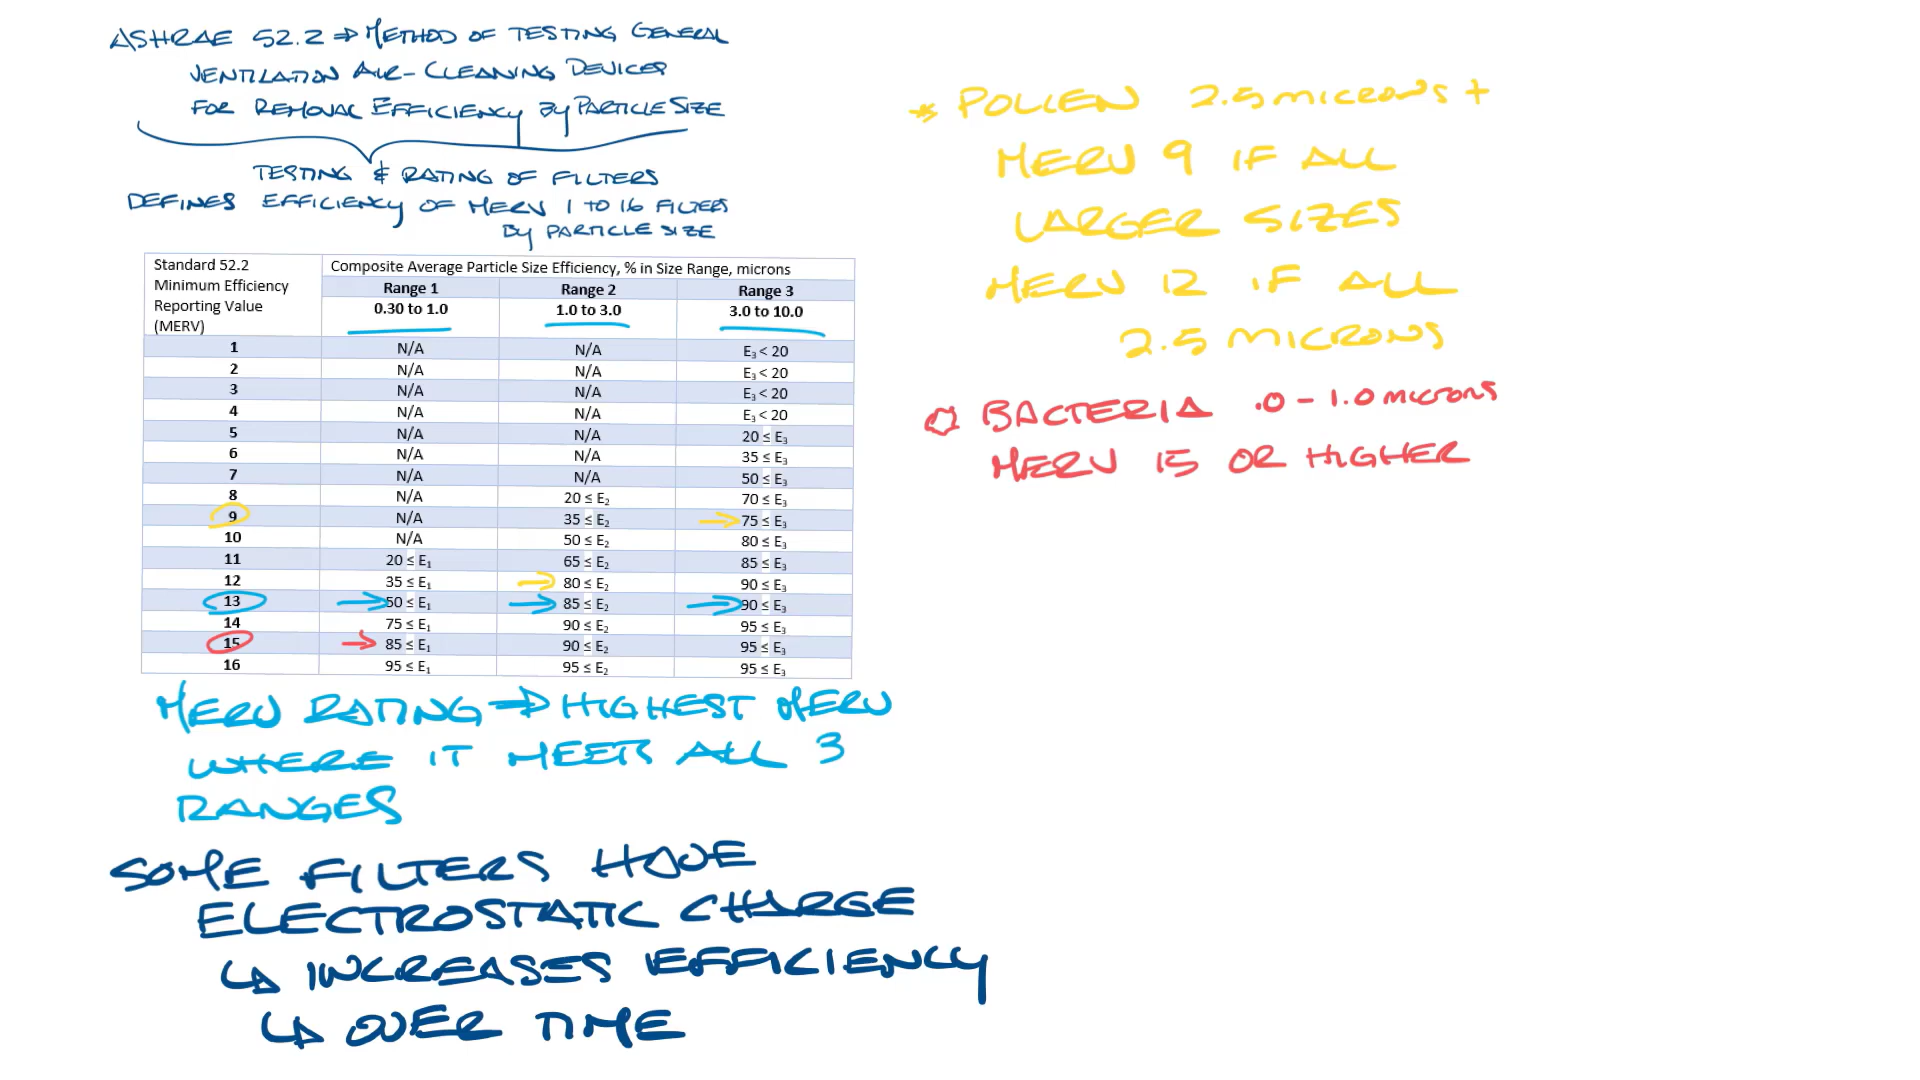 ASHRAE 52.2 ⇒ METHOD OF TESTING GENERAL
VENTILATION AIR-CLEANING DEVICES
FOR REMOVAL EFFICIENCY BY PARTICLE SIZE
TESTING & RATING OF FILTERS
DEFINES EFFICIENCY OF MERV 1 TO 16 FILTERS
BY PARTICLE SIZE
Standard 52.2 Minimum Efficiency Reporting Value (MERV) | Composite Average Particle Size Efficiency, % in Size Range, microns
Range 1 | Range 2 | Range 3
0.30 to 1.0 | 1.0 to 3.0 | 3.0 to 10.0
1 | N/A | N/A | E₃ < 20
2 | N/A | N/A | E₃ < 20
3 | N/A | N/A | E₃ < 20
4 | N/A | N/A | E₃ < 20
5 | N/A | N/A | 20 ≤ E₃
6 | N/A | N/A | 35 ≤ E₃
7 | N/A | N/A | 50 ≤ E₃
8 | N/A | 20 ≤ E₂ | 70 ≤ E₃
9 | N/A | 35 ≤ E₂ | → 75 ≤ E₃
10 | N/A | 50 ≤ E₂ | 80 ≤ E₃
11 | 20 ≤ E₁ | 65 ≤ E₂ | 85 ≤ E₃
12 | 35 ≤ E₁ | → 80 ≤ E₂ | 90 ≤ E₃
13 | → 50 ≤ E₁ | → 85 ≤ E₂ | → 90 ≤ E₃
14 | 75 ≤ E₁ | 90 ≤ E₂ | 95 ≤ E₃
15 | → 85 ≤ E₁ | 90 ≤ E₂ | 95 ≤ E₃
16 | 95 ≤ E₁ | 95 ≤ E₂ | 95 ≤ E₃
MERV RATING → HIGHEST MERV
WHERE IT MEETS ALL 3
RANGES
SOME FILTERS HAVE
ELECTROSTATIC CHARGE
↳ INCREASES EFFICIENCY
↳ OVER TIME
* POLLEN 2.5 MICRONS +
MERV 9 IF ALL
LARGER SIZES
MERV 12 IF ALL
2.5 MICRONS
BACTERIA .0 - 1.0 MICRONS
MERV 15 OR HIGHER